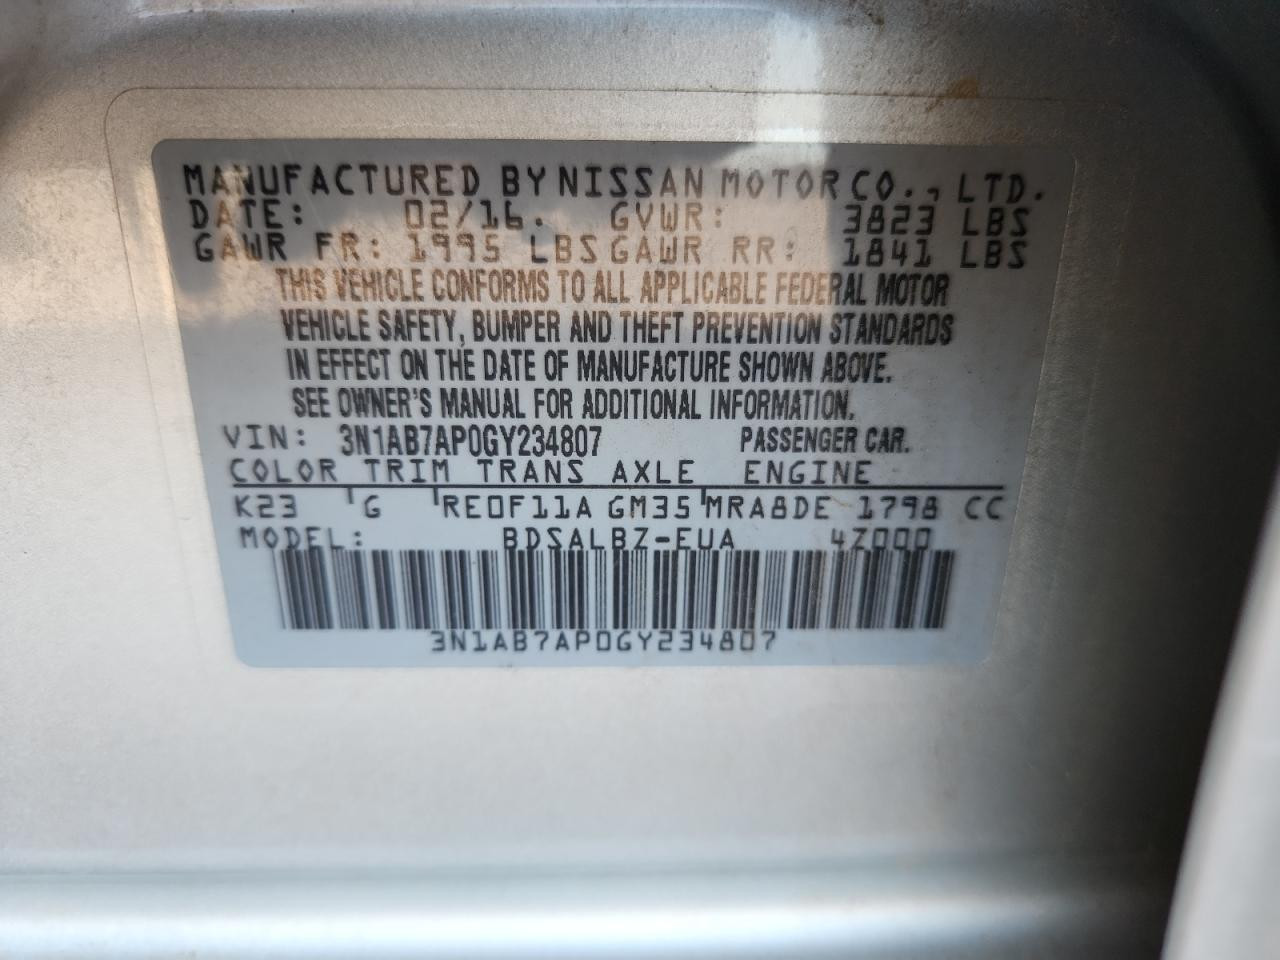 MANUFACTURED BY NISSAN MOTOR CO., LTD.
DATE: 02/16. GVWR: 3823 LBS
GAWR FR: 1995 LBS GAWR RR: 1841 LBS
THIS VEHICLE CONFORMS TO ALL APPLICABLE FEDERAL MOTOR
VEHICLE SAFETY, BUMPER AND THEFT PREVENTION STANDARDS
IN EFFECT ON THE DATE OF MANUFACTURE SHOWN ABOVE.
SEE OWNER'S MANUAL FOR ADDITIONAL INFORMATION.
VIN: 3N1AB7AP0GY234807 PASSENGER CAR.
COLOR TRIM TRANS AXLE ENGINE
K23 G RE0F11A GM35 MRA8DE 1798 CC
MODEL: BDSALBZ-EUA 4Z000
3N1AB7AP0GY234807